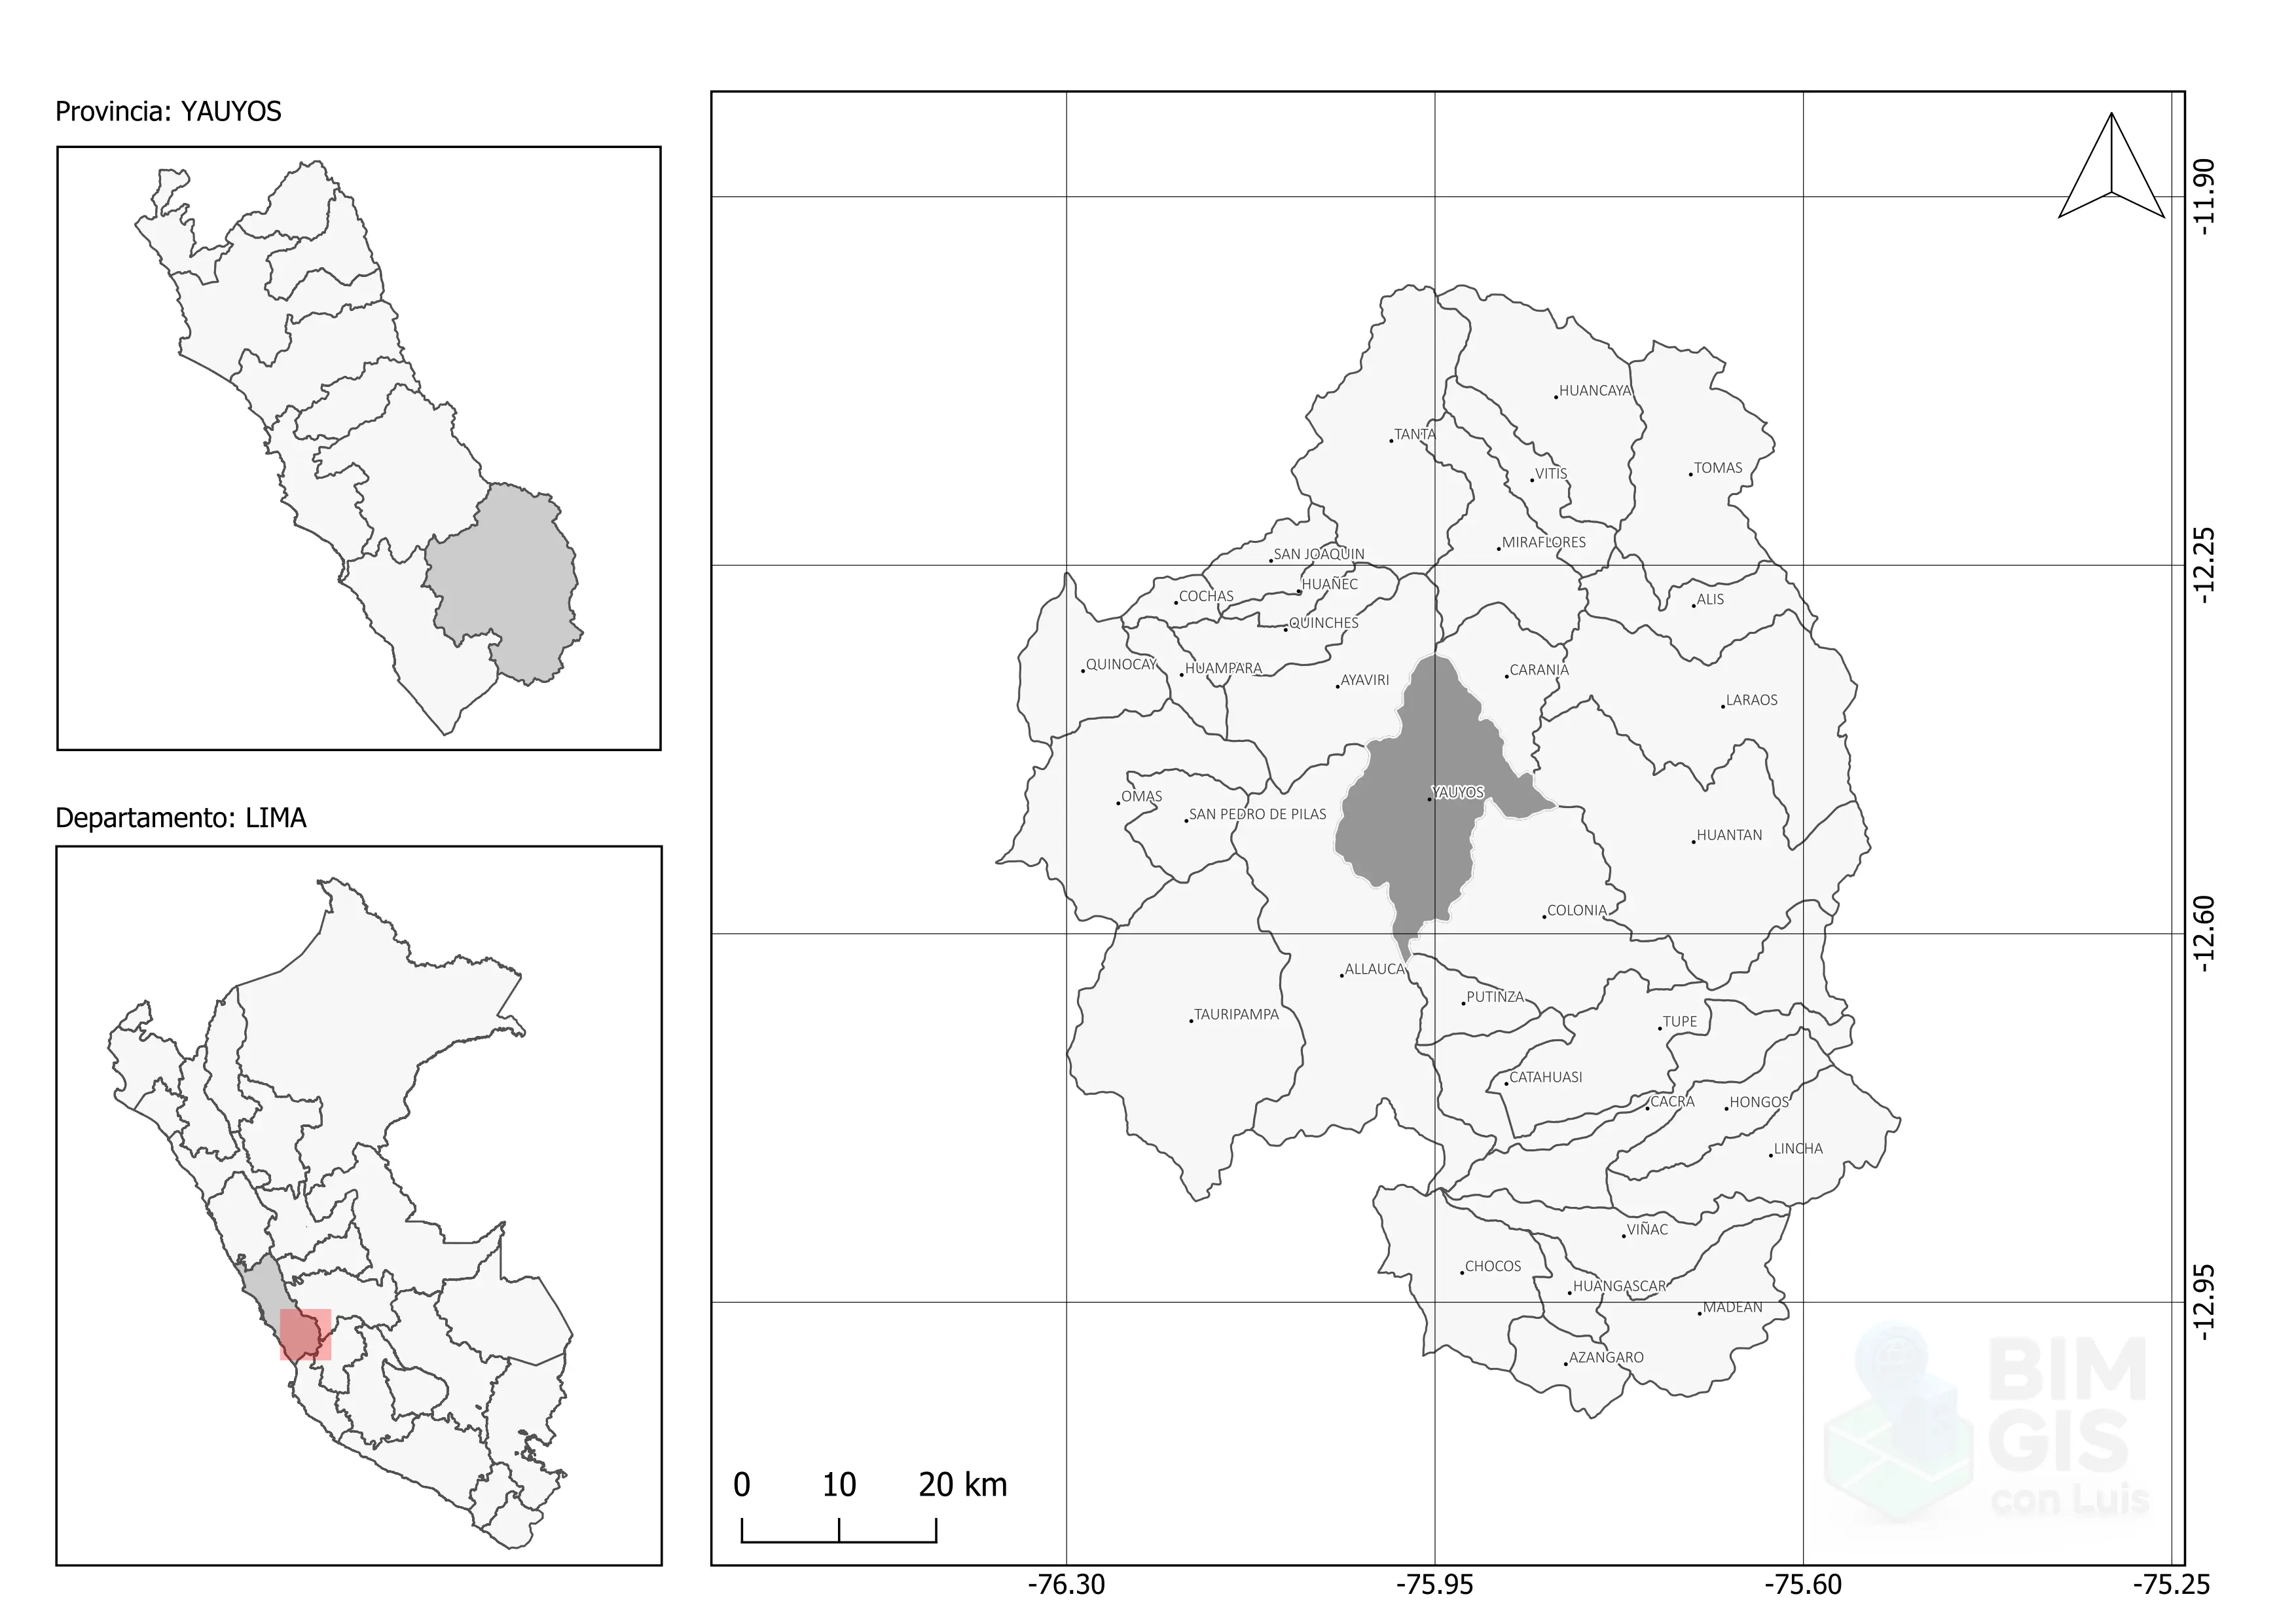 Provincia: YAUYOS
Departamento: LIMA
HUANCAYA
TANTA
TOMAS
VITIS
MIRAFLORES
SAN JOAQUIN
HUAÑEC
COCHAS
ALIS
QUINCHES
QUINOCAY
HUAMPARA
AYAVIRI
CARANIA
LARAOS
YAUYOS
OMAS
SAN PEDRO DE PILAS
HUANTAN
COLONIA
ALLAUCA
PUTINZA
TAURIPAMPA
TUPE
CATAHUASI
CACRA
HONGOS
LINCHA
VIÑAC
CHOCOS
HUANGASCAR
MADEAN
AZANGARO
BIM
GIS
con Luis
0 10 20 km
-11.90
-12.25
-12.60
-12.95
-76.30 -75.95 -75.60 -75.25